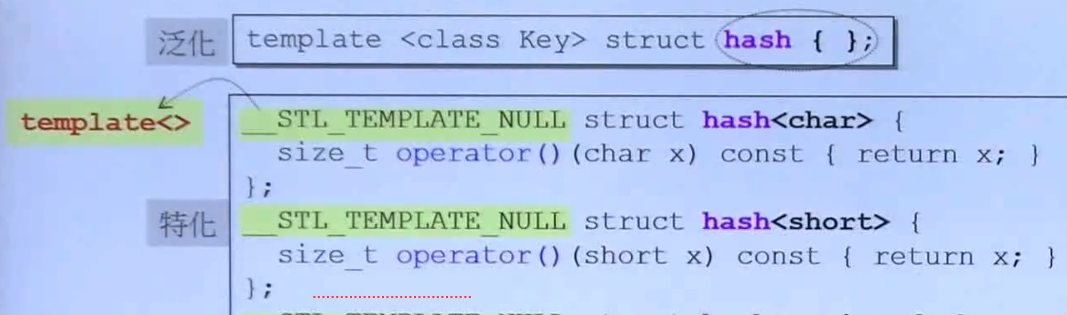 泛化
template <class Key> struct hash { };
template<>
__STL_TEMPLATE_NULL struct hash<char> {
size_t operator()(char x) const { return x; }
};
特化
__STL_TEMPLATE_NULL struct hash<short> {
size_t operator()(short x) const { return x; }
};